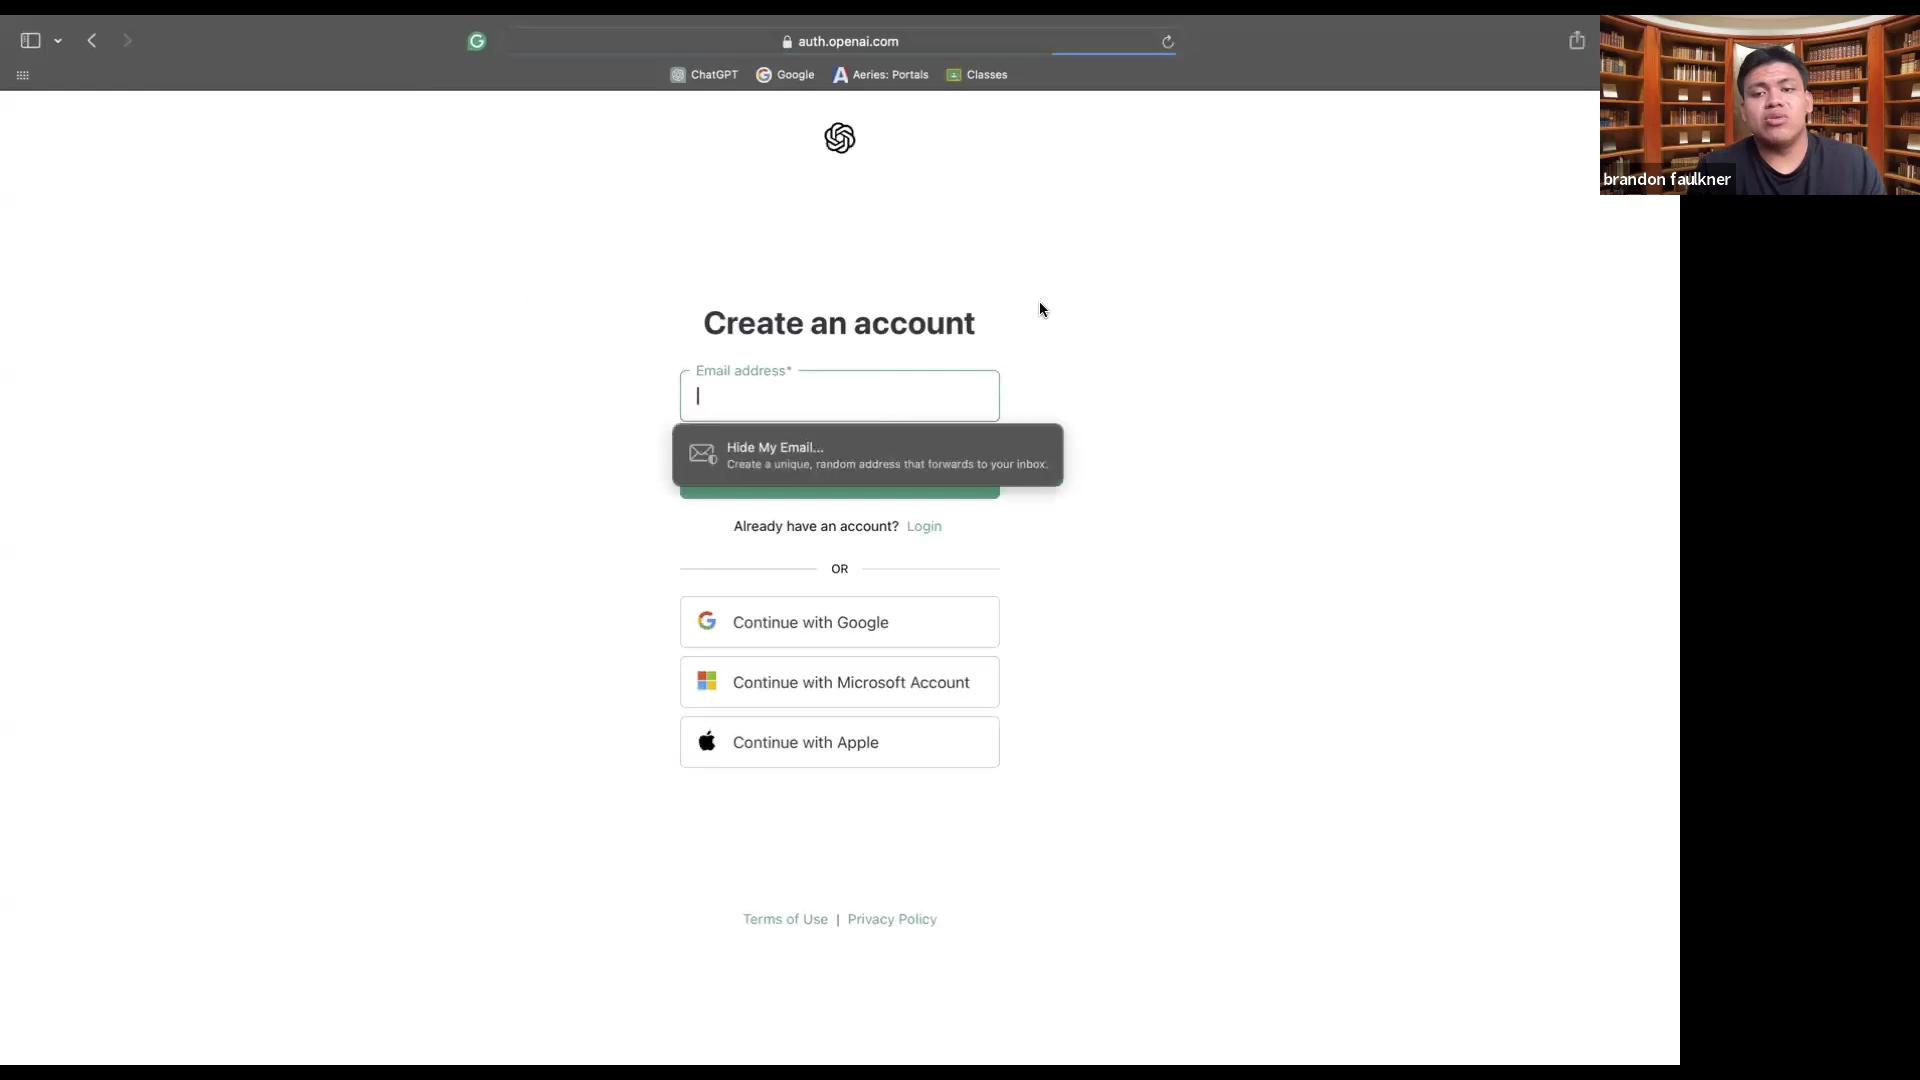 auth.openai.com
ChatGPT Google Aeries: Portals Classes
brandon faulkner
Create an account
Email address*
Hide My Email...
Create a unique, random address that forwards to your inbox.
Already have an account? Login
OR
Continue with Google
Continue with Microsoft Account
Continue with Apple
Terms of Use | Privacy Policy